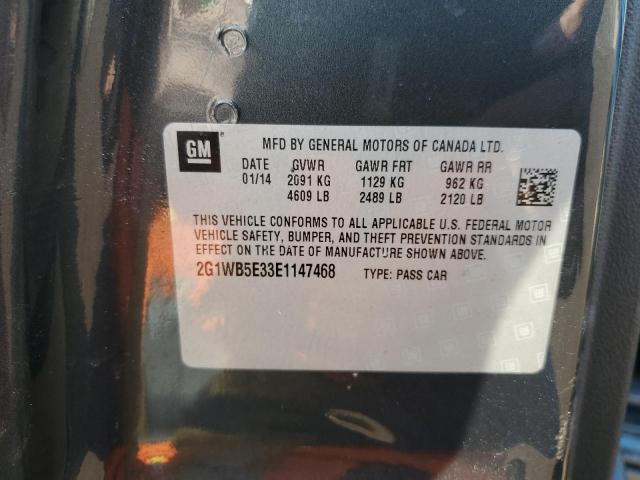 GM
MFD BY GENERAL MOTORS OF CANADA LTD.
DATE GVWR GAWR FRT GAWR RR
01/14 2091 KG 1129 KG 962 KG
4609 LB 2489 LB 2120 LB
THIS VEHICLE CONFORMS TO ALL APPLICABLE U.S. FEDERAL MOTOR
VEHICLE SAFETY, BUMPER, AND THEFT PREVENTION STANDARDS IN
EFFECT ON THE DATE OF MANUFACTURE SHOWN ABOVE.
2G1WB5E33E1147468 TYPE: PASS CAR